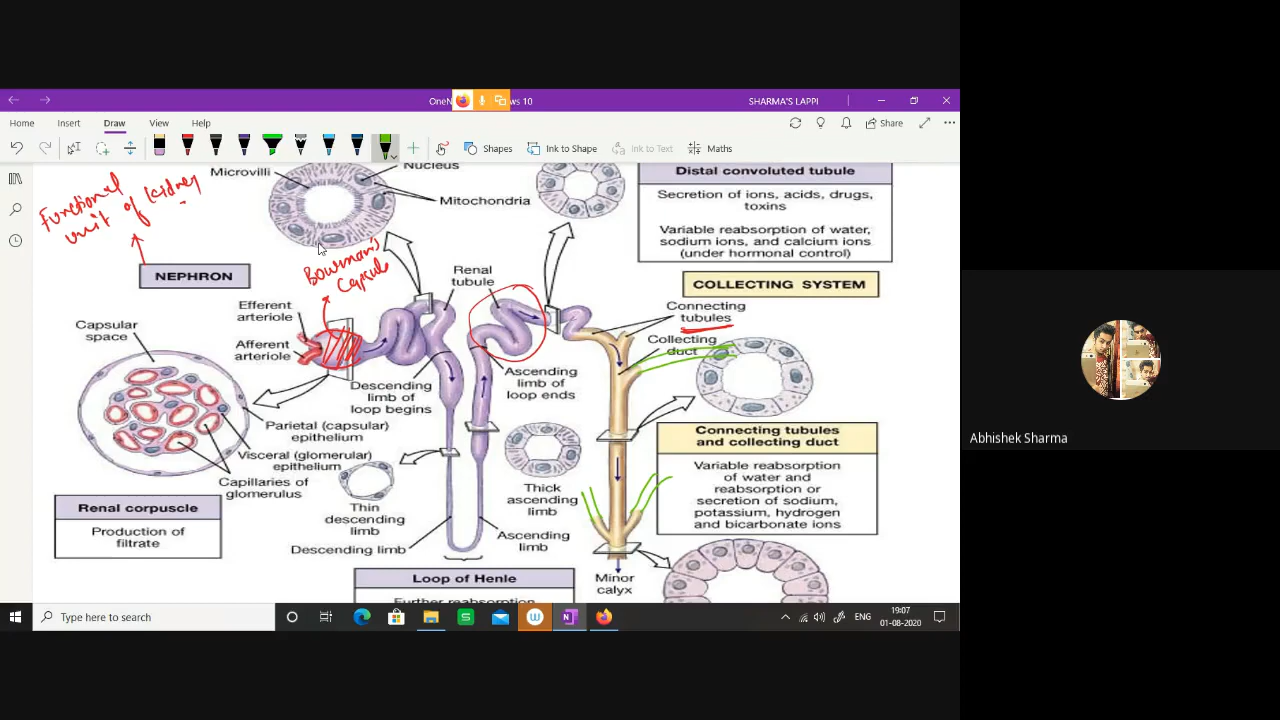 OneN
ws 10
SHARMA'S LAPPI
Home
Insert
Draw
View
Help
Share
Shapes
Ink to Shape
Ink to Text
Maths
Microvilli
Nucleus
Mitochondria
Functional
unit of kidney
NEPHRON
Bowman's
Capsule
Efferent
arteriole
Afferent
arteriole
Capsular
space
Renal
tubule
Descending
limb of
loop begins
Ascending
limb of
loop ends
Parietal (capsular)
epithelium
Visceral (glomerular)
epithelium
Capillaries of
glomerulus
Renal corpuscle
Production of
filtrate
Thin
descending
limb
Descending limb
Thick
ascending
limb
Ascending
limb
Loop of Henle
Further reabsorption
Distal convoluted tubule
Secretion of ions, acids, drugs,
toxins
Variable reabsorption of water,
sodium ions, and calcium ions
(under hormonal control)
COLLECTING SYSTEM
Connecting
tubules
Collecting
duct
Connecting tubules
and collecting duct
Variable reabsorption
of water and
reabsorption or
secretion of sodium,
potassium, hydrogen
and bicarbonate ions
Minor
calyx
Abhishek Sharma
Type here to search
ENG
19:07
01-08-2020